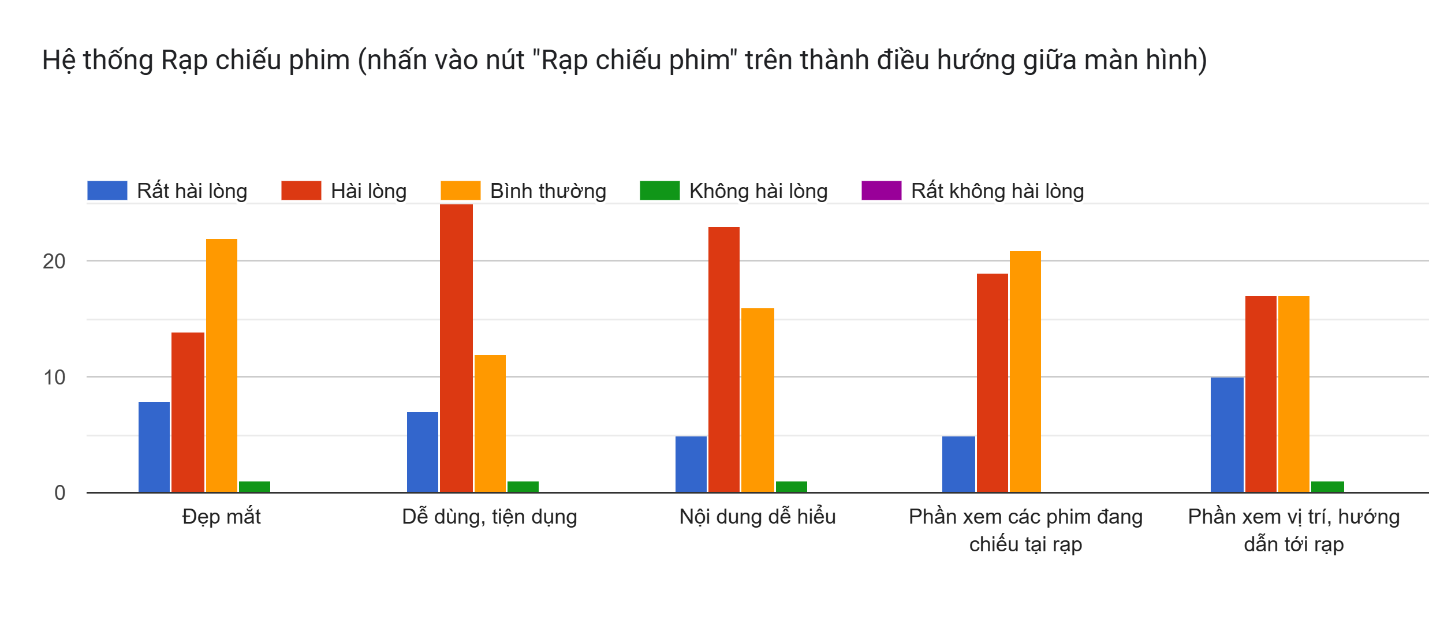 Hệ thống Rạp chiếu phim (nhấn vào nút "Rạp chiếu phim" trên thành điều hướng giữa màn hình)
Rất hài lòng Hài lòng Bình thường Không hài lòng Rất không hài lòng
20
10
0
Đẹp mắt Dễ dùng, tiện dụng Nội dung dễ hiểu Phần xem các phim đang Phần xem vị trí, hướng
chiếu tại rạp dẫn tới rạp